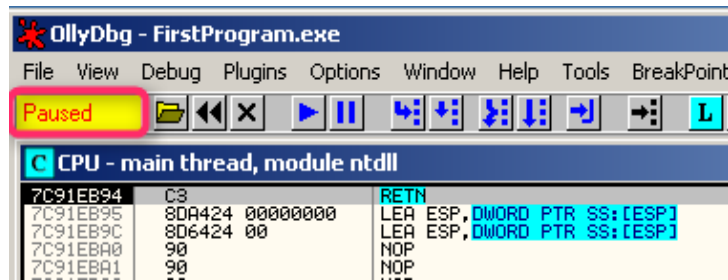 OllyDbg - FirstProgram.exe
File View Debug Plugins Options Window Help Tools BreakPoint
Paused L
C CPU - main thread, module ntdll
7C91EB94 C3 RETN
7C91EB95 8DA424 00000000 LEA ESP,DWORD PTR SS:[ESP]
7C91EB9C 8D6424 00 LEA ESP,DWORD PTR SS:[ESP]
7C91EBA0 90 NOP
7C91EBA1 90 NOP